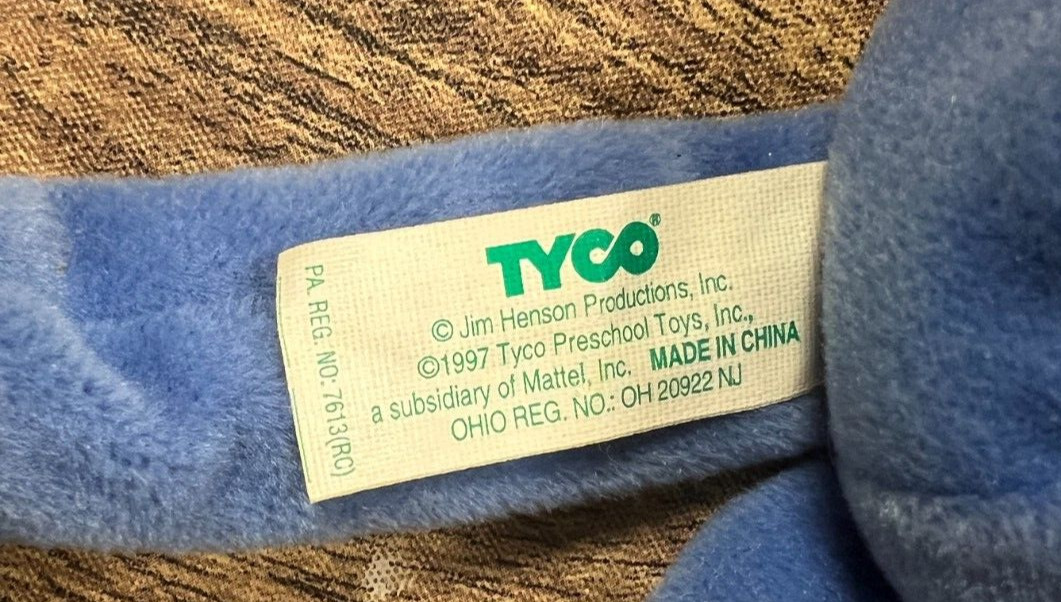 TYCO®
© Jim Henson Productions, Inc.
©1997 Tyco Preschool Toys, Inc.,
a subsidiary of Mattel, Inc. MADE IN CHINA
OHIO REG. NO.: OH 20922 NJ
PA. REG. NO: 7613(RC)